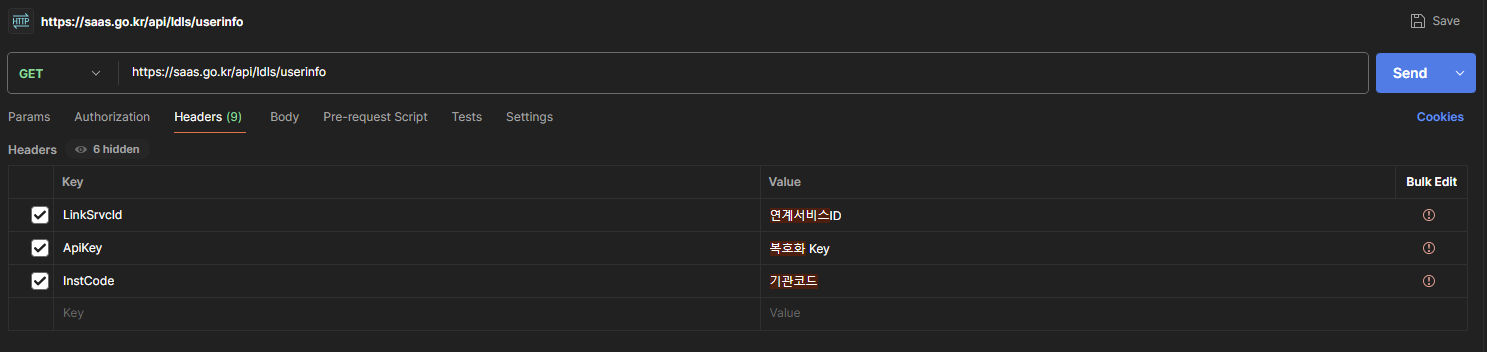 HTTP https://saas.go.kr/api/ldls/userinfo Save
GET https://saas.go.kr/api/ldls/userinfo Send
Params Authorization Headers (9) Body Pre-request Script Tests Settings Cookies
Headers 6 hidden
Key Value Bulk Edit
LinkSrvcId 연계서비스ID
ApiKey 복호화 Key
InstCode 기관코드
Key Value